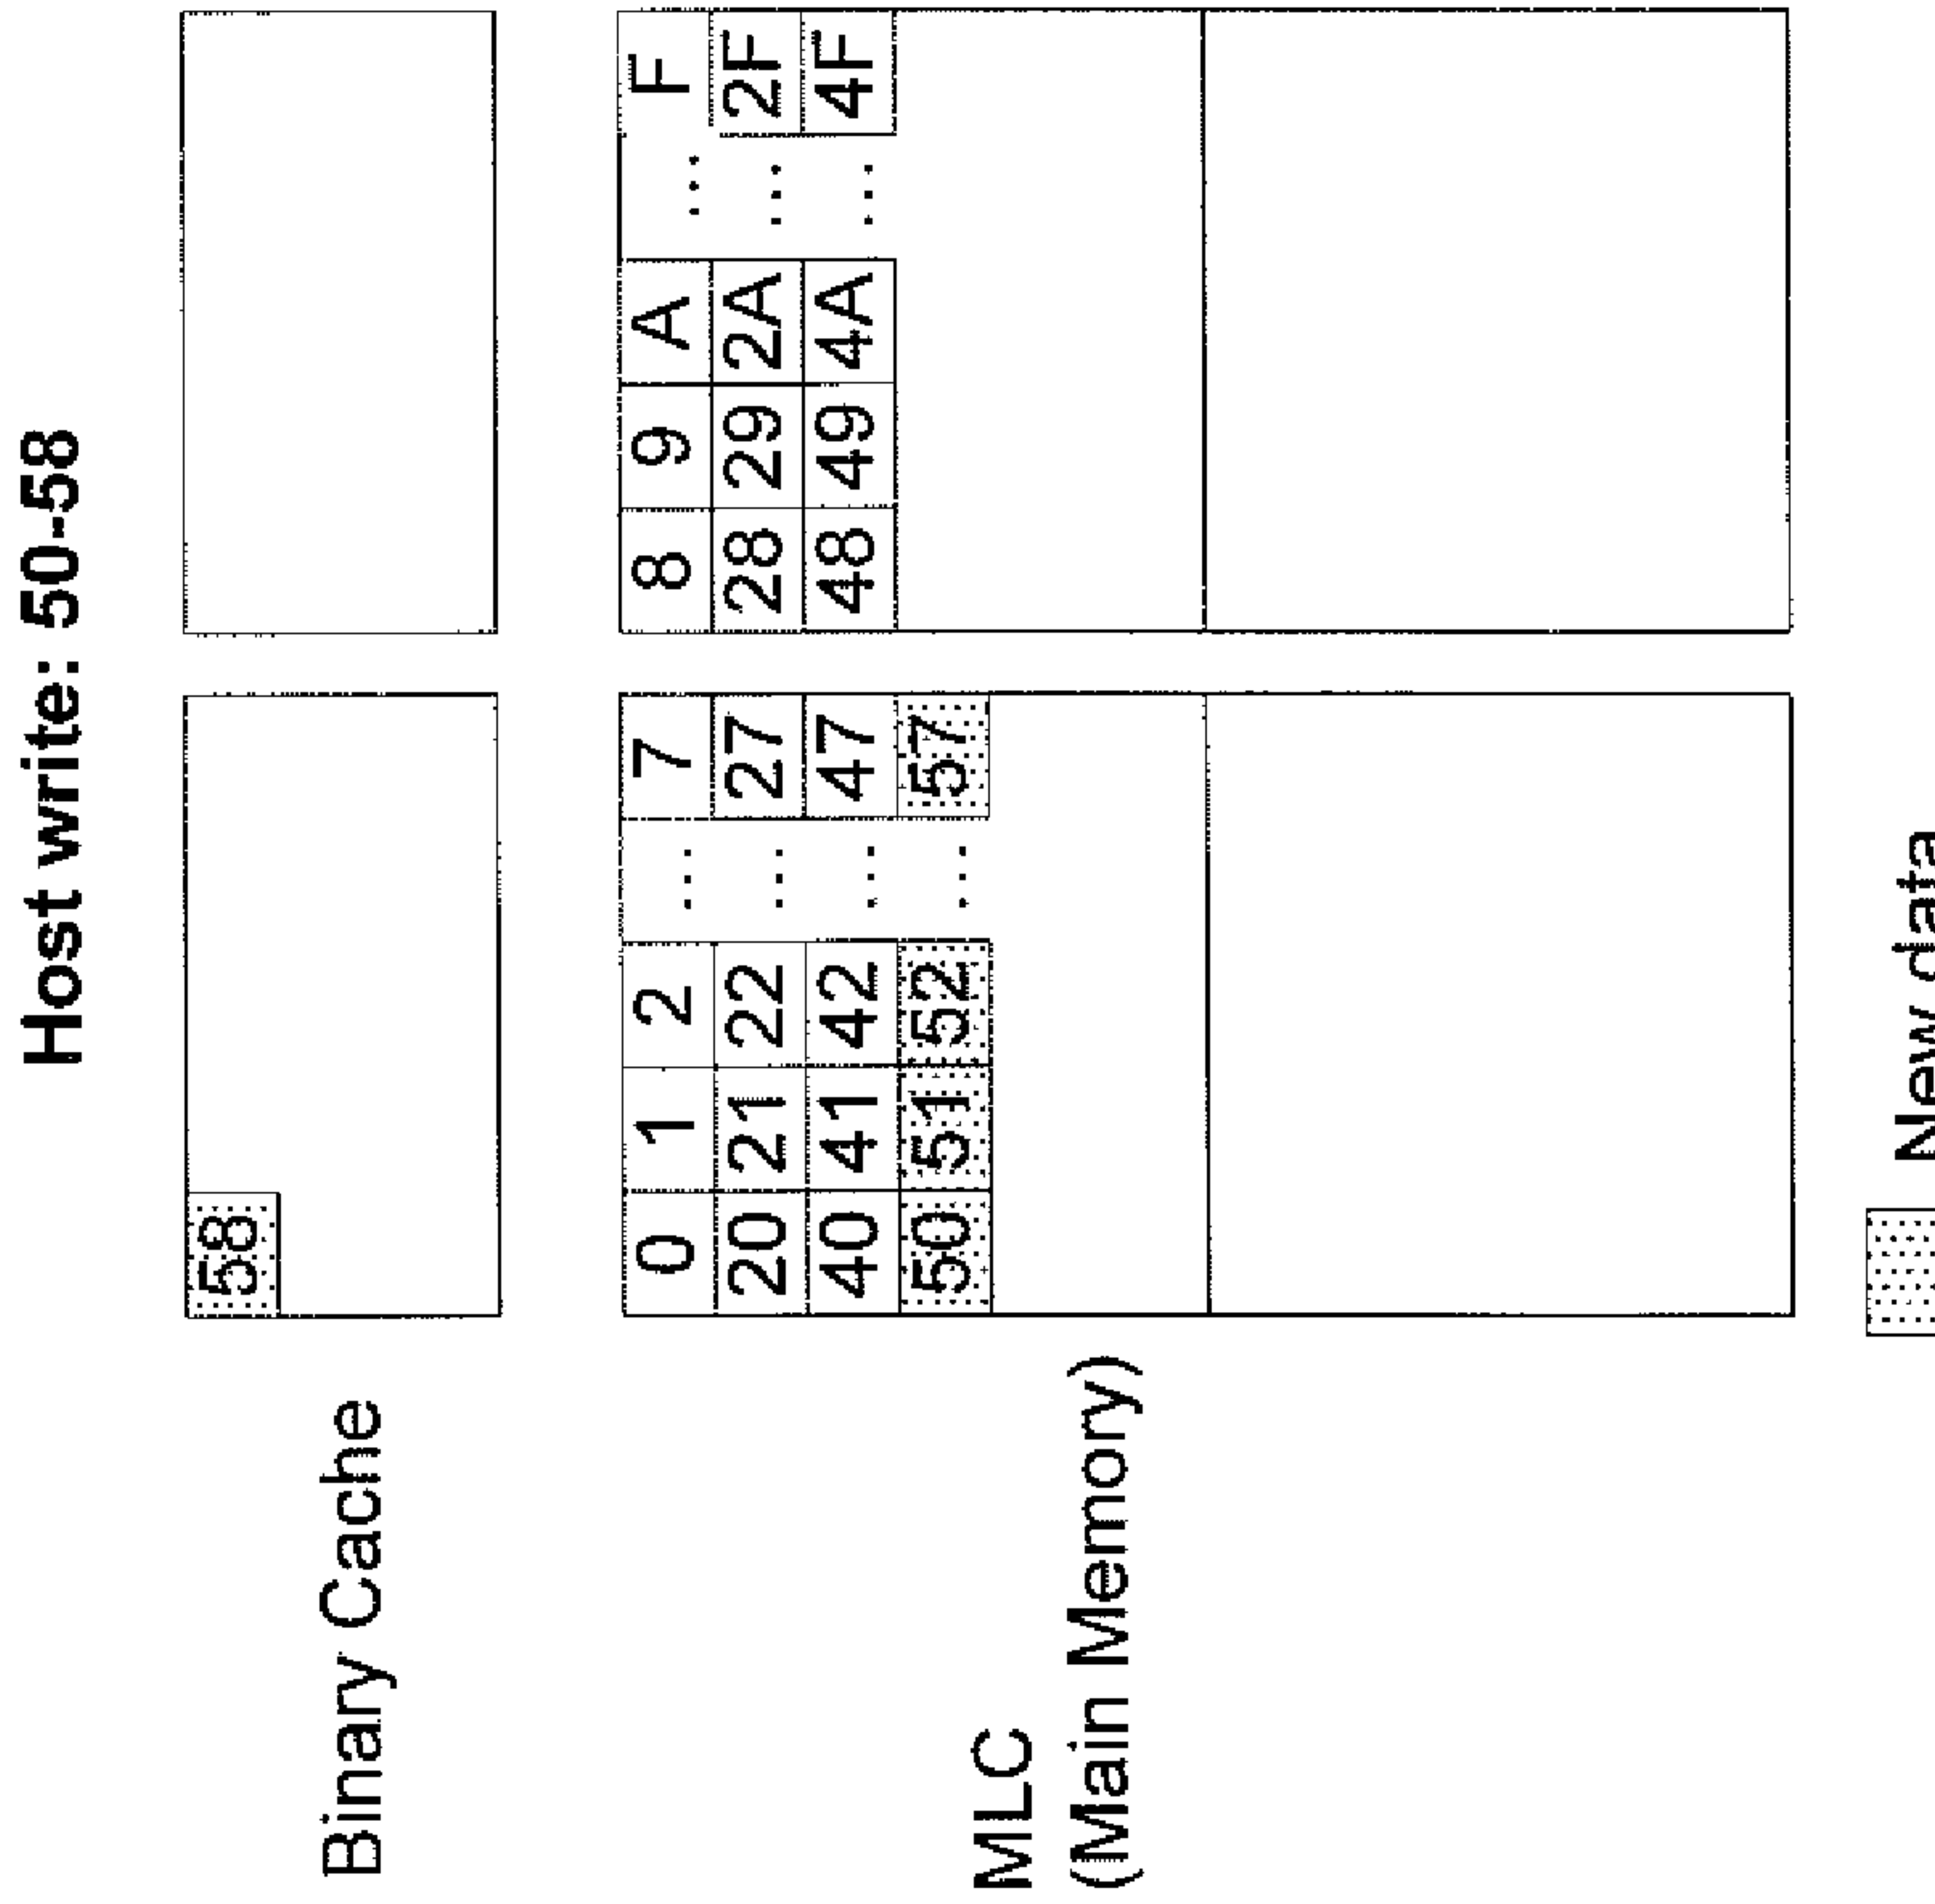 Host write: 50-58
Binary Cache
58
MLC
(Main Memory)
0 1 2 ... 7
8 9 A ... F
20 21 22 ... 27
28 29 2A ... 2F
40 41 42 ... 47
48 49 4A ... 4F
50 51 52 ... 57
New data